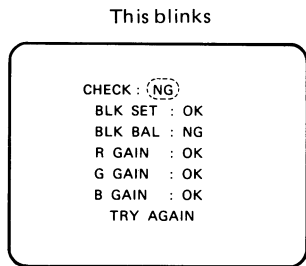 This blinks
CHECK : NG
BLK SET : OK
BLK BAL : NG
R GAIN : OK
G GAIN : OK
B GAIN : OK
TRY AGAIN